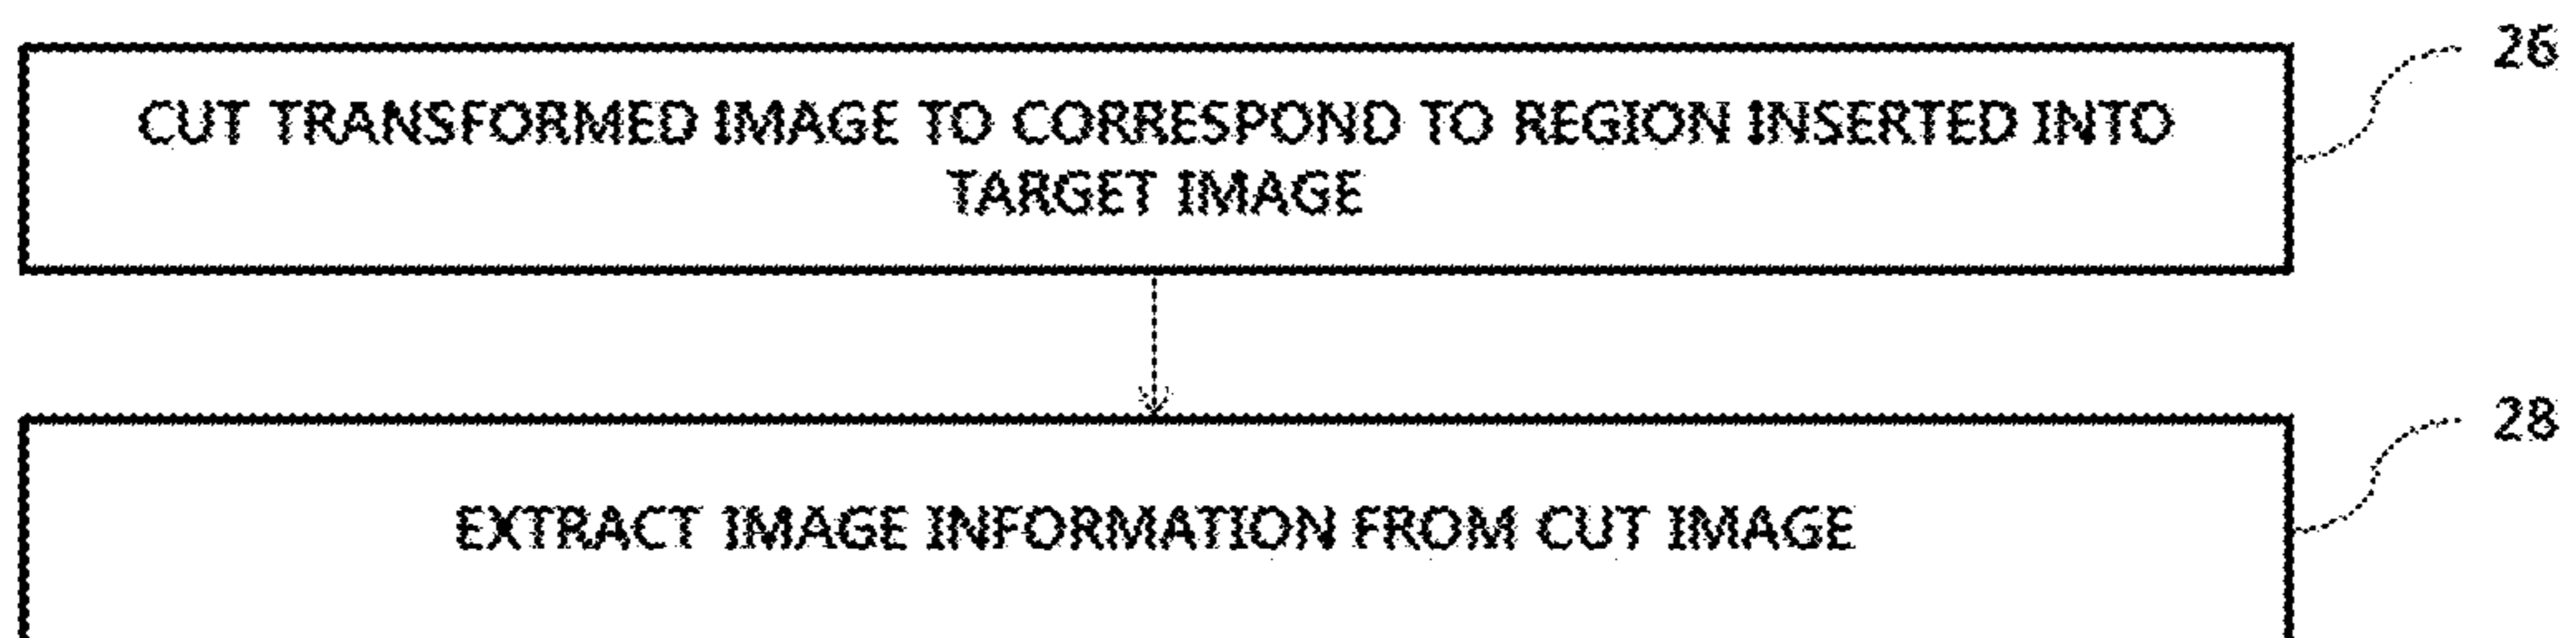 26
CUT TRANSFORMED IMAGE TO CORRESPOND TO REGION INSERTED INTO
TARGET IMAGE
28
EXTRACT IMAGE INFORMATION FROM CUT IMAGE